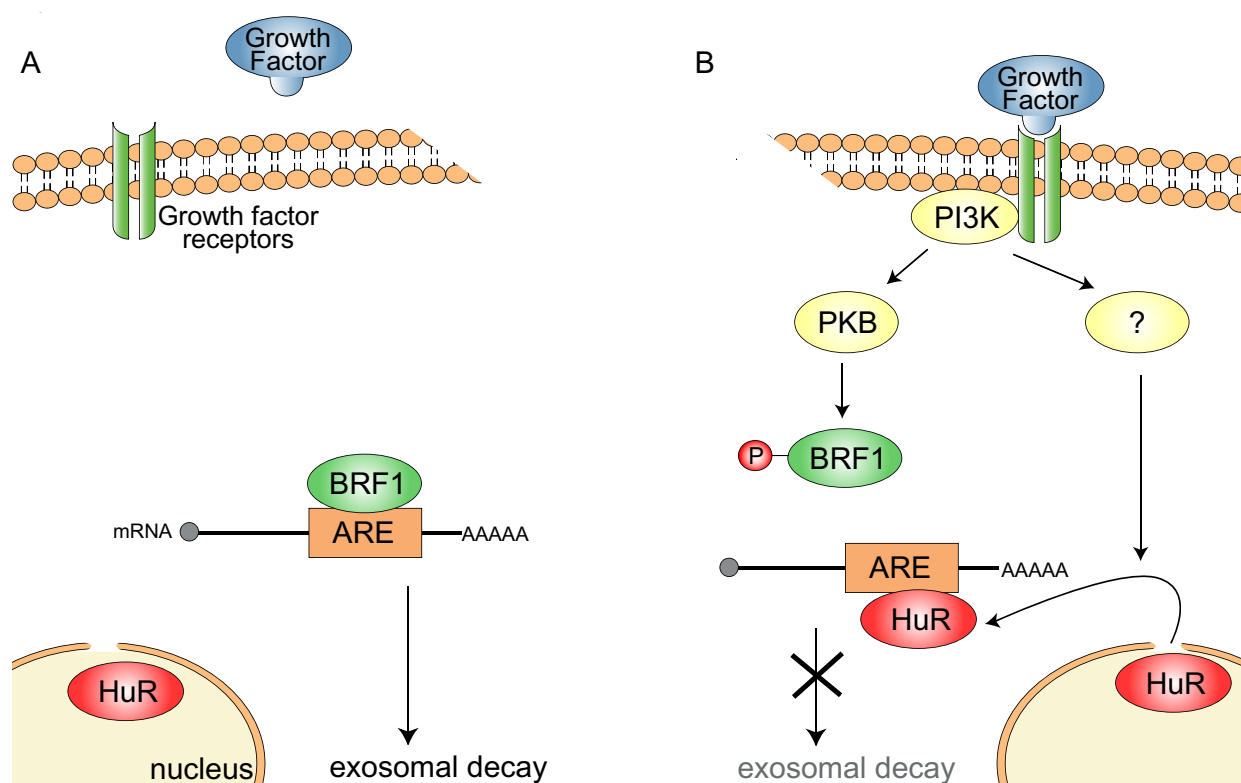 A
Growth
Factor
Growth factor
receptors
BRF1
mRNA
ARE
AAAAA
HuR
nucleus
exosomal decay
B
Growth
Factor
PI3K
PKB
?
P
BRF1
ARE
AAAAA
HuR
HuR
exosomal decay